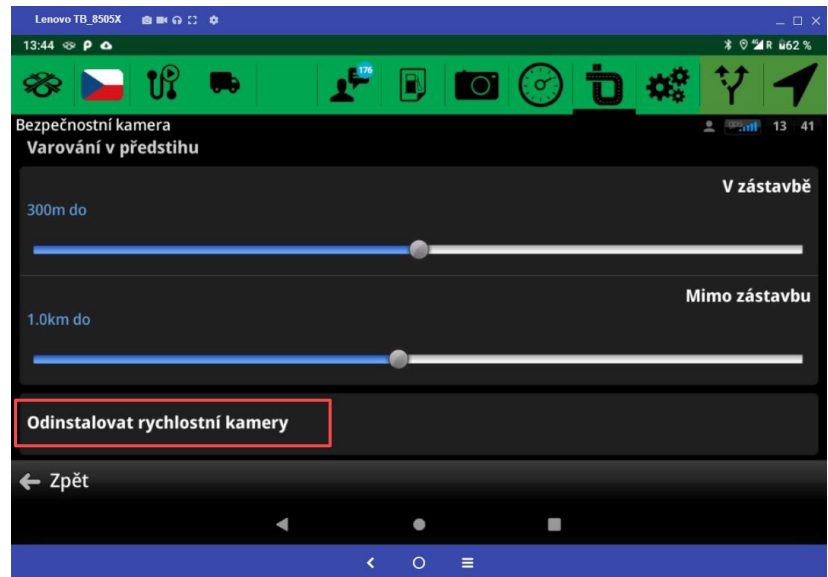 Lenovo TB_8505X
13:44 P R 62 %
176
Bezpečnostní kamera 13 41
Varování v předstihu
V zástavbě
300m do
Mimo zástavbu
1.0km do
Odinstalovat rychlostní kamery
Zpět